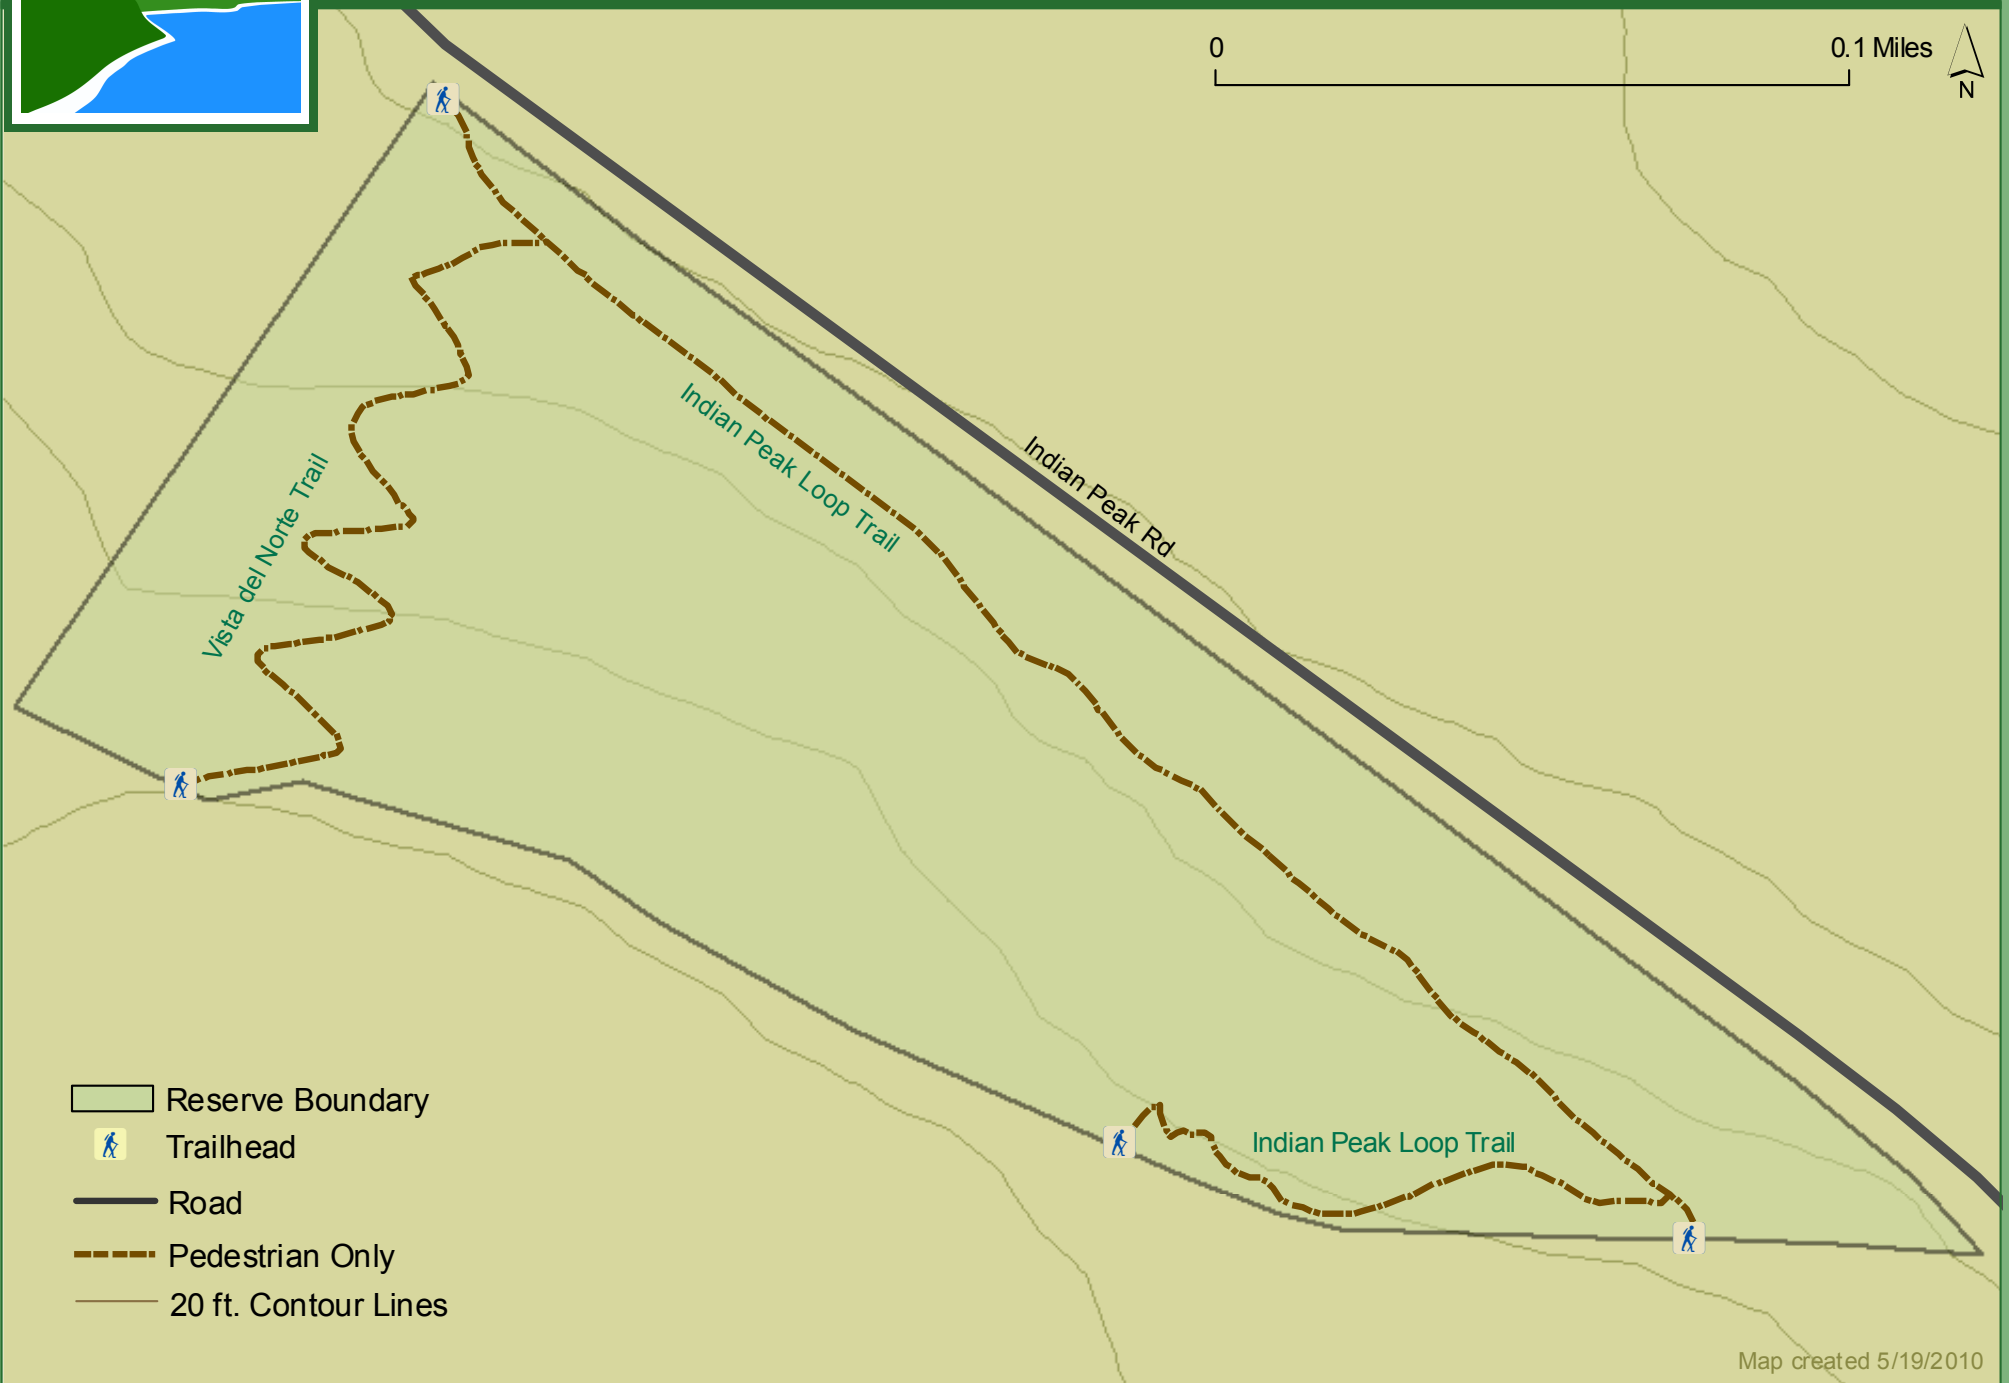 0
0.1 Miles
N
Indian Peak Loop Trail
Indian Peak Rd
Vista del Norte Trail
Indian Peak Loop Trail
Reserve Boundary
Trailhead
Road
Pedestrian Only
20 ft. Contour Lines
Map created 5/19/2010